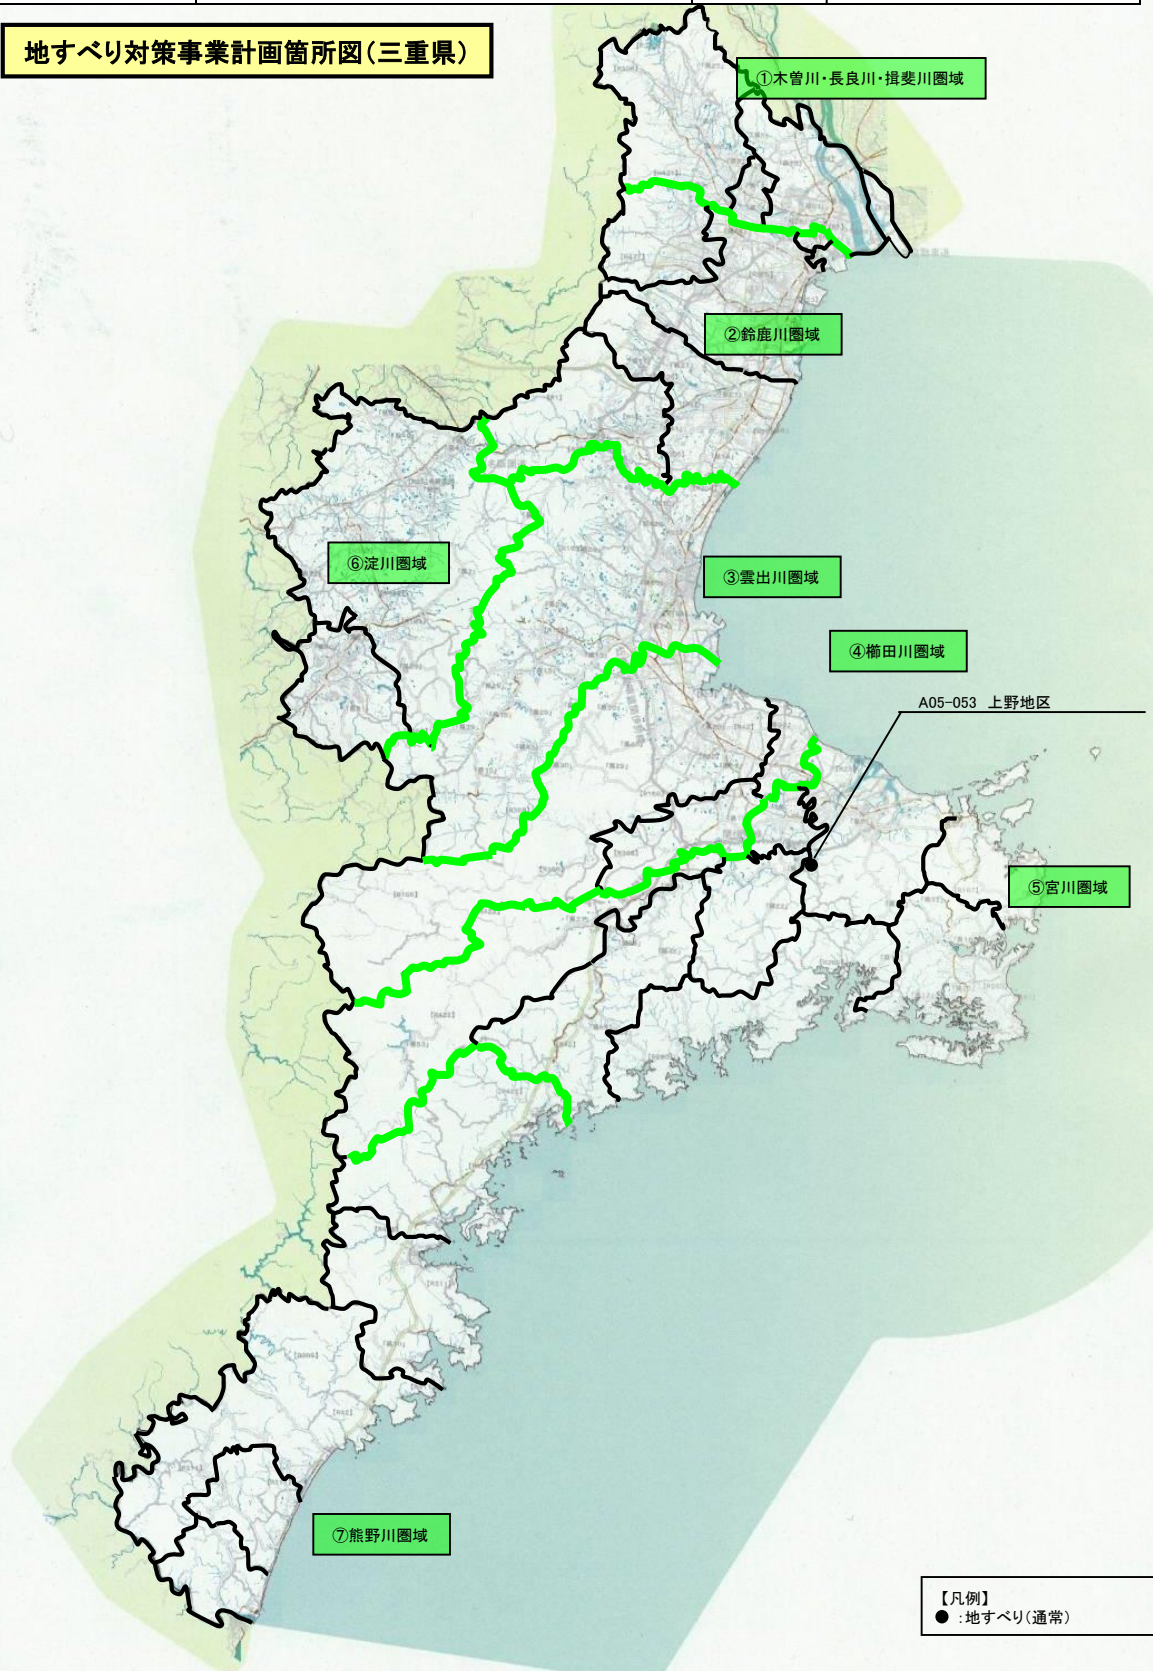 地すべり対策事業計画箇所図(三重県)
①木曽川・長良川・揖斐川圏域
②鈴鹿川圏域
⑥淀川圏域
③雲出川圏域
④櫛田川圏域
A05-053 上野地区
⑤宮川圏域
⑦熊野川圏域
【凡例】
● :地すべり(通常)